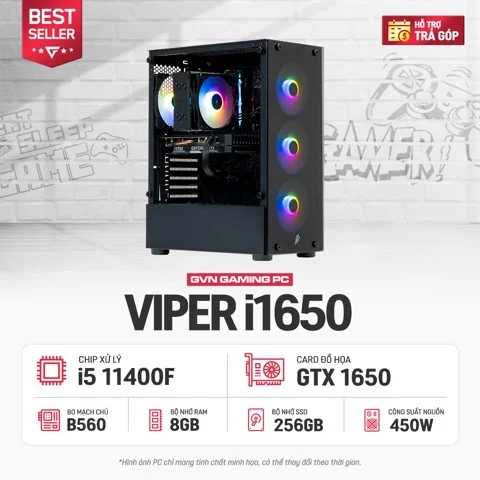 BEST
SELLER
HỖ TRỢ
TRẢ GÓP
GAMER!!
GAME
GVN GAMING PC
VIPER i1650
CHIP XỬ LÝ
i5 11400F
CARD ĐỒ HỌA
GTX 1650
BO MẠCH CHỦ
B560
BỘ NHỚ RAM
8GB
BỘ NHỚ SSD
256GB
CÔNG SUẤT NGUỒN
450W
*Hình ảnh PC chỉ mang tính chất minh họa, có thể thay đổi theo thời gian.